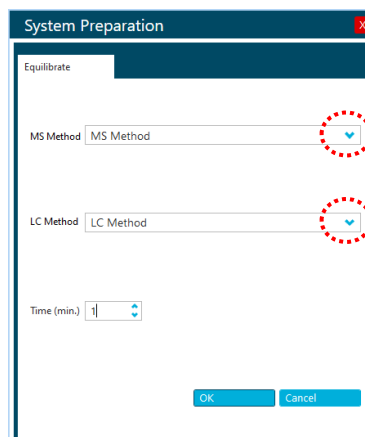 System Preparation
X
Equilibrate
MS Method MS Method
LC Method LC Method
Time (min.) 1
OK Cancel